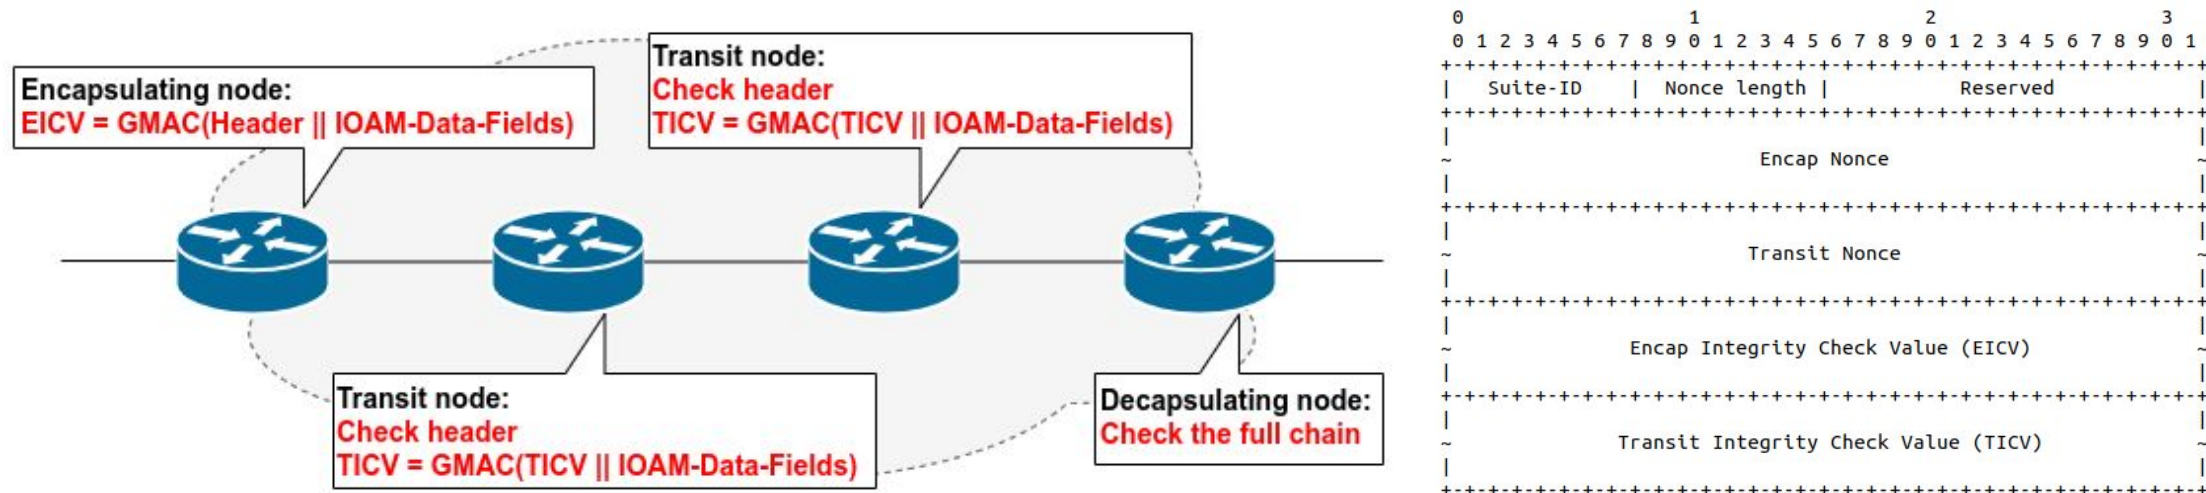 Encapsulating node:
EICV = GMAC(Header || IOAM-Data-Fields)
Transit node:
Check header
TICV = GMAC(TICV || IOAM-Data-Fields)
Transit node:
Check header
TICV = GMAC(TICV || IOAM-Data-Fields)
Decapsulating node:
Check the full chain
0 1 2 3
0 1 2 3 4 5 6 7 8 9 0 1 2 3 4 5 6 7 8 9 0 1 2 3 4 5 6 7 8 9 0 1
+-+-+-+-+-+-+-+-+-+-+-+-+-+-+-+-+-+-+-+-+-+-+-+-+-+-+-+-+-+-+-+-+
| Suite-ID | Nonce length | Reserved |
+-+-+-+-+-+-+-+-+-+-+-+-+-+-+-+-+-+-+-+-+-+-+-+-+-+-+-+-+-+-+-+-+
| |
~ Encap Nonce ~
| |
+-+-+-+-+-+-+-+-+-+-+-+-+-+-+-+-+-+-+-+-+-+-+-+-+-+-+-+-+-+-+-+-+
| |
~ Transit Nonce ~
| |
+-+-+-+-+-+-+-+-+-+-+-+-+-+-+-+-+-+-+-+-+-+-+-+-+-+-+-+-+-+-+-+-+
| |
~ Encap Integrity Check Value (EICV) ~
| |
+-+-+-+-+-+-+-+-+-+-+-+-+-+-+-+-+-+-+-+-+-+-+-+-+-+-+-+-+-+-+-+-+
| |
~ Transit Integrity Check Value (TICV) ~
| |
+-+-+-+-+-+-+-+-+-+-+-+-+-+-+-+-+-+-+-+-+-+-+-+-+-+-+-+-+-+-+-+-+